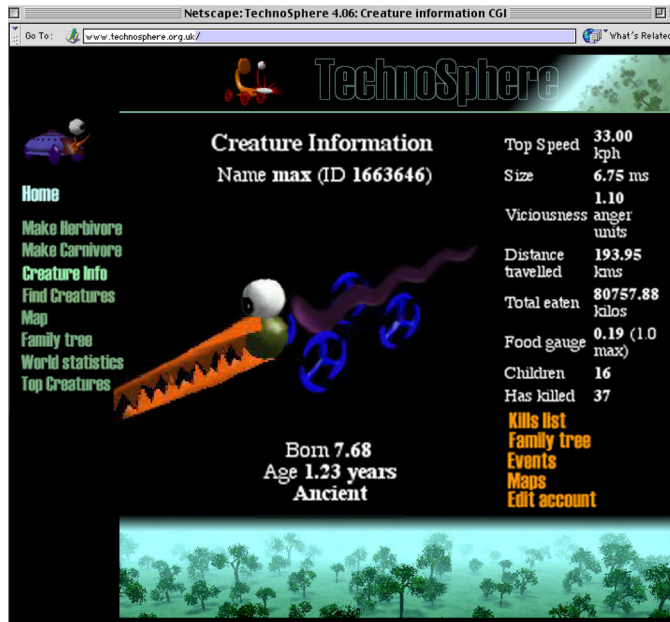 Netscape: TechnoSphere 4.06: Creature information CGI
Go To: www.technosphere.org.uk/ What's Related
TechnoSphere
Home
Make Herbivore
Make Carnivore
Creature Info
Find Creatures
Map
Family tree
World statistics
Top Creatures
Creature Information
Name max (ID 1663646)
Born 7.68
Age 1.23 years
Ancient
Top Speed 33.00
kph
Size 6.75 ms
1.10
Viciousness anger
units
Distance 193.95
travelled kms
Total eaten 80757.88
kilos
Food gauge 0.19 (1.0
max)
Children 16
Has killed 37
Kills list
Family tree
Events
Maps
Edit account